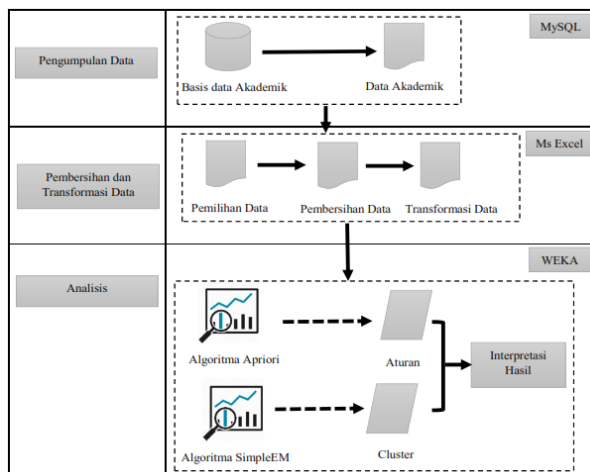 MySQL
Pengumpulan Data
Basis data Akademik
Data Akademik
Ms Excel
Pembersihan dan
Transformasi Data
Pemilihan Data
Pembersihan Data
Transformasi Data
WEKA
Analisis
Algoritma Apriori
Aturan
Interpretasi
Hasil
Algoritma SimpleEM
Cluster